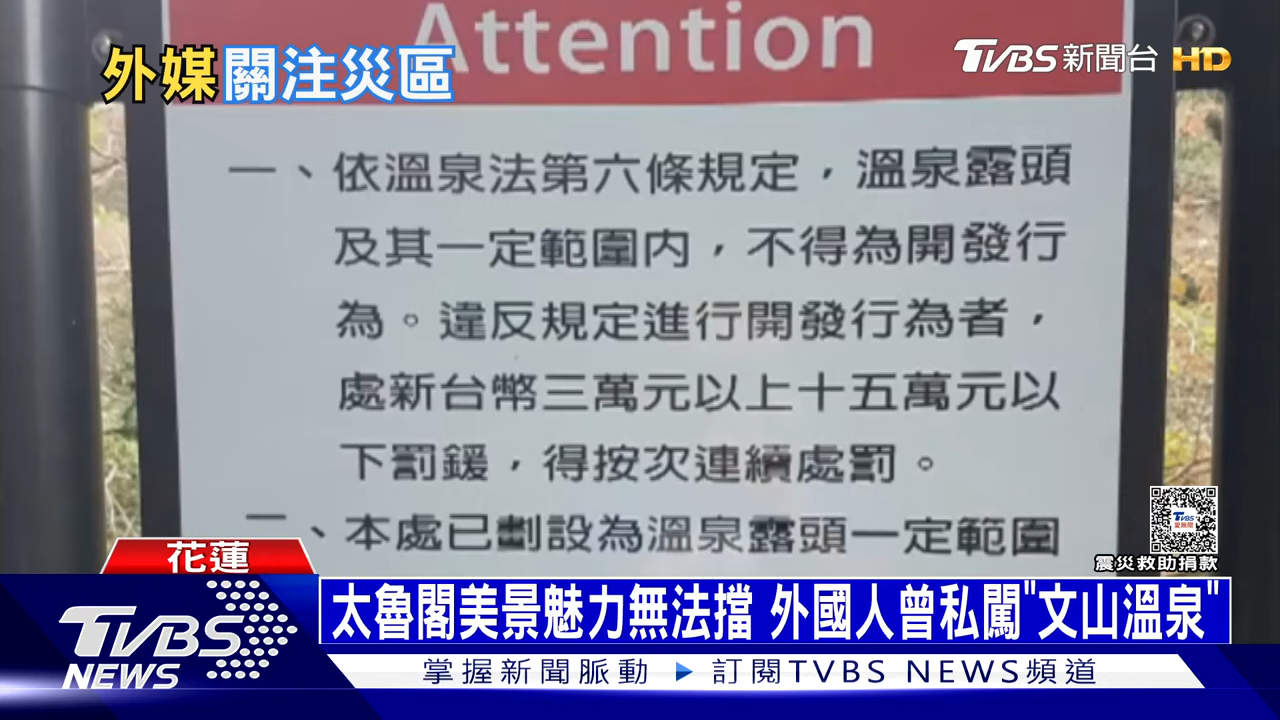 Attention
外媒關注災區
TVBS新聞台 HD
一、依溫泉法第六條規定，溫泉露頭
及其一定範圍內，不得為開發行
為。違反規定進行開發行為者，
處新台幣三萬元以上十五萬元以
下罰鍰，得按次連續處罰。
二、本處已劃設為溫泉露頭一定範圍
TVBS
震災救助捐款
花蓮
太魯閣美景魅力無法擋 外國人曾私闖"文山溫泉"
TVBS
NEWS
掌握新聞脈動 ▶ 訂閱TVBS NEWS頻道